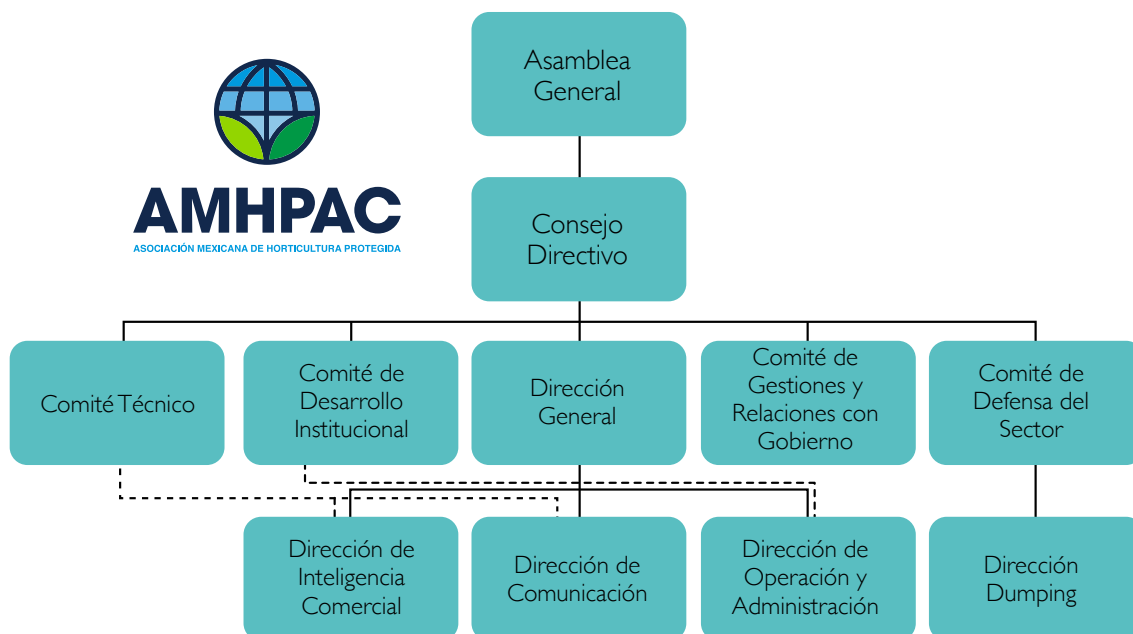 Asamblea
General
AMHPAC
ASOCIACIÓN MEXICANA DE HORTICULTURA PROTEGIDA
Consejo
Directivo
Comité Técnico
Comité de
Desarrollo
Institucional
Dirección
General
Comité de
Gestiones y
Relaciones con
Gobierno
Comité de
Defensa del
Sector
Dirección de
Inteligencia
Comercial
Dirección de
Comunicación
Dirección de
Operación y
Administración
Dirección
Dumping